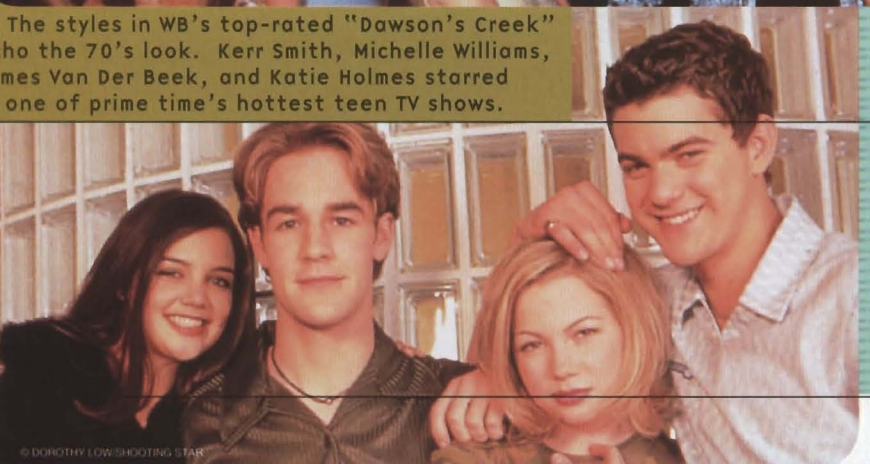 The styles in WB's top-rated "Dawson's Creek"
ho the 70's look. Kerr Smith, Michelle Williams,
mes Van Der Beek, and Katie Holmes starred
one of prime time's hottest teen TV shows.
© DOROTHY LOW/SHOOTING STAR